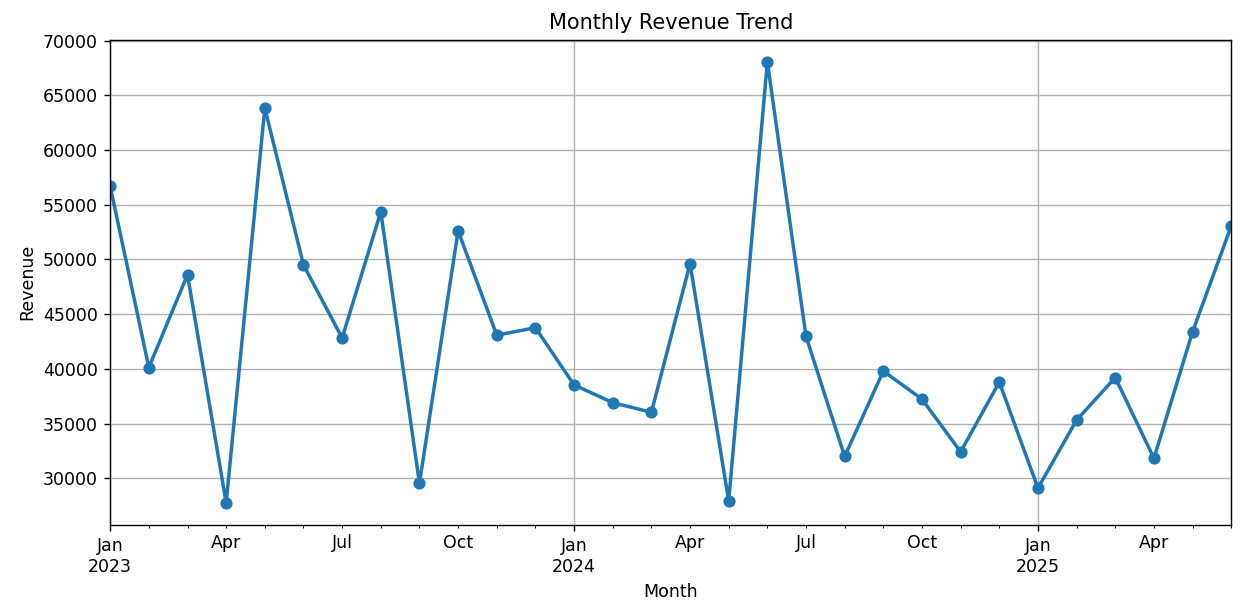 Monthly Revenue Trend
70000
65000
60000
55000
50000
45000
40000
35000
30000
Revenue
Jan Apr Jul Oct Jan Apr Jul Oct Jan Apr
2023 2024 2025
Month